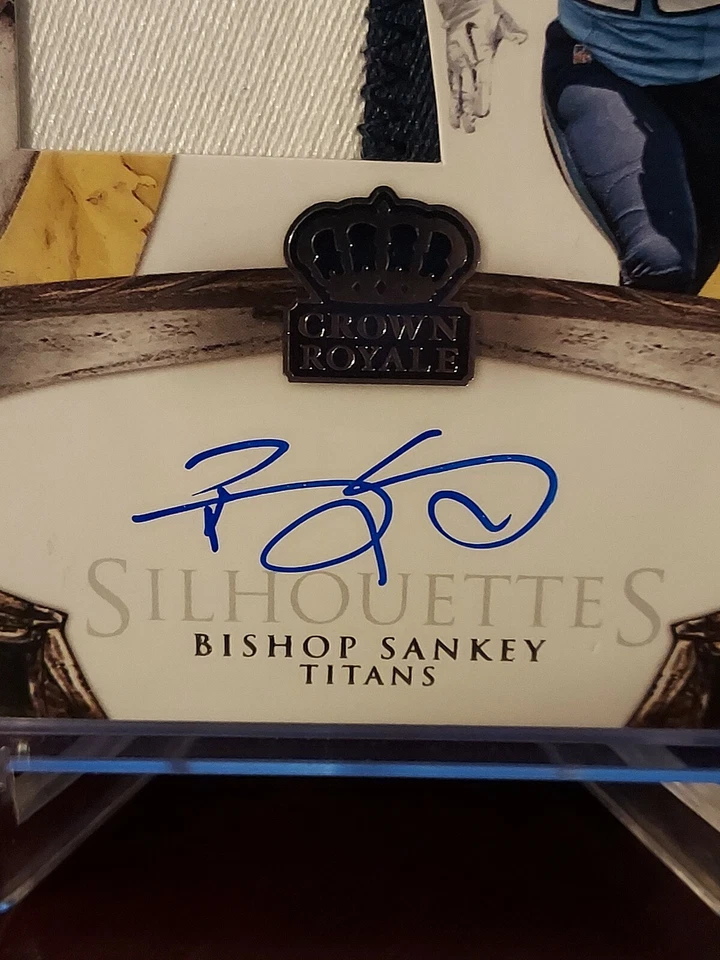 CROWN
ROYALE
SILHOUETTES
BISHOP SANKEY
TITANS